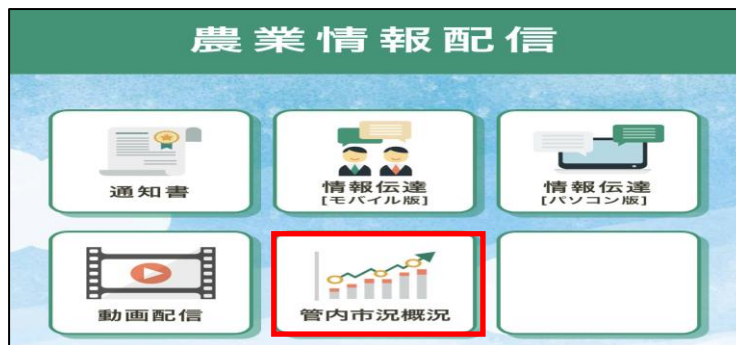 農業情報配信
通知書
情報伝達
[モバイル版]
情報伝達
[パソコン版]
動画配信
管内市況概況